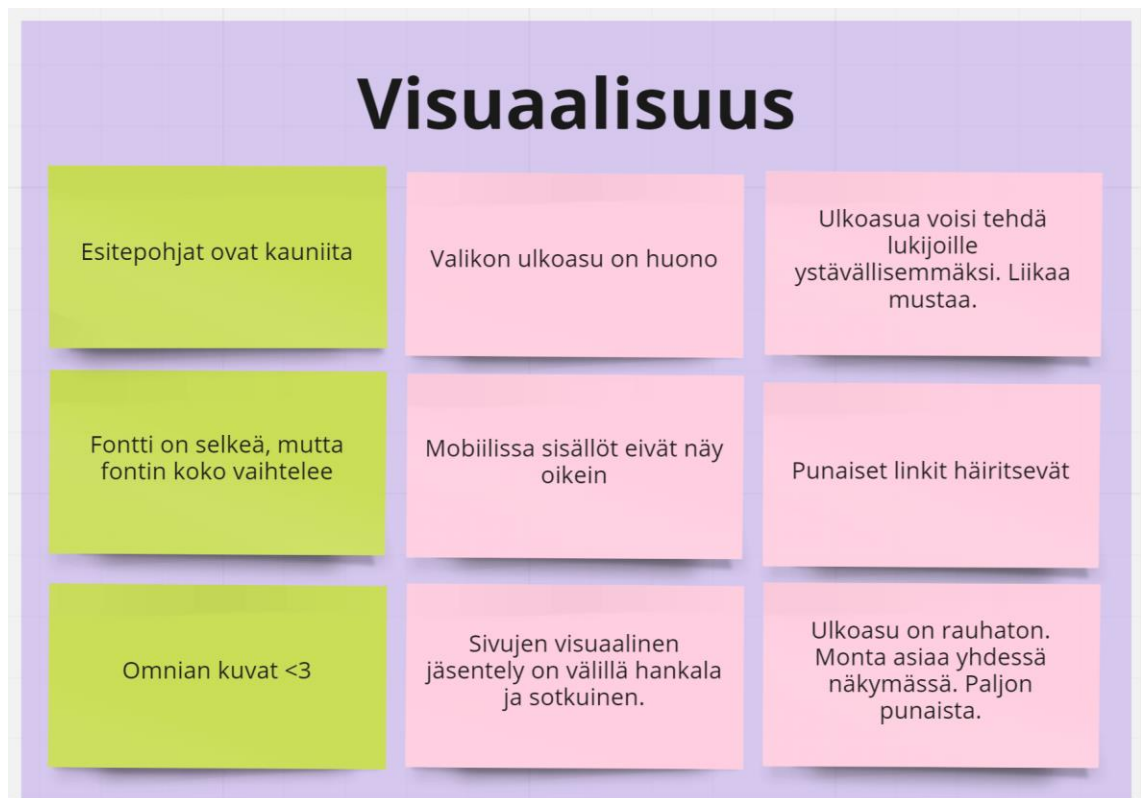 Visuaalisuus
Esitepohjat ovat kauniita
Valikon ulkoasu on huono
Ulkoasua voisi tehdä
lukijoille
ystävällisemmäksi. Liikaa
mustaa.
Fontti on selkeä, mutta
fontin koko vaihtelee
Mobiilissa sisällöt eivät näy
oikein
Punaiset linkit häiritsevät
Omnian kuvat <3
Sivujen visuaalinen
jäsentely on välillä hankala
ja sotkuinen.
Ulkoasu on rauhaton.
Monta asiaa yhdessä
näkymässä. Paljon
punaista.